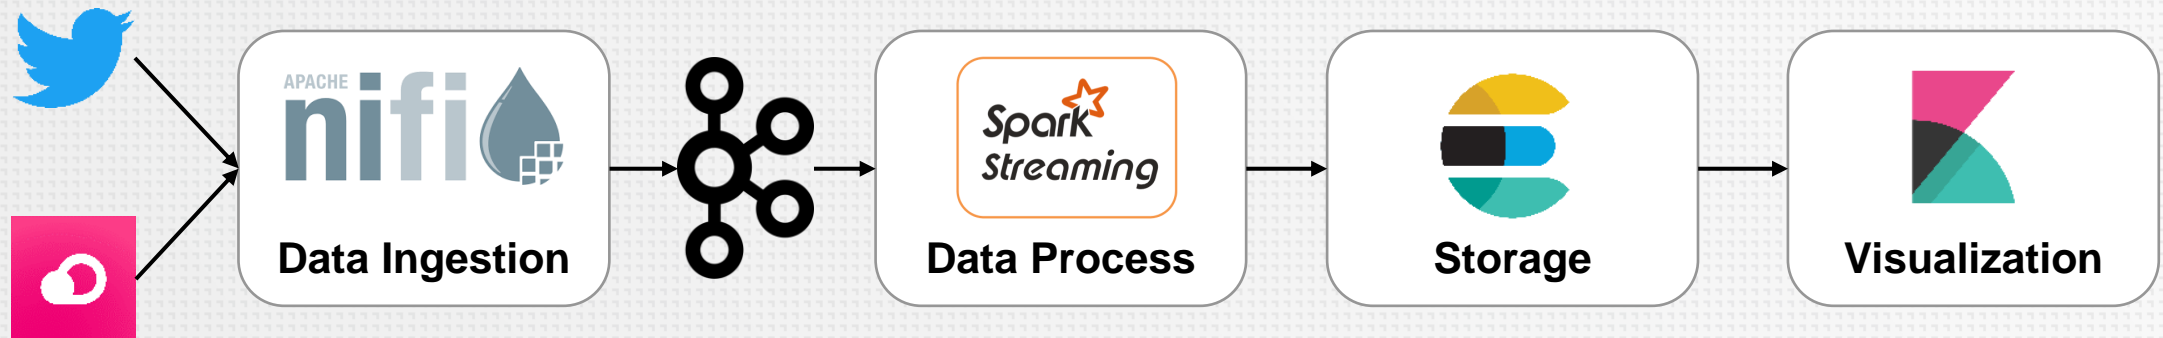 APACHE
nifi
Data Ingestion
Spark
Streaming
Data Process
Storage
Visualization